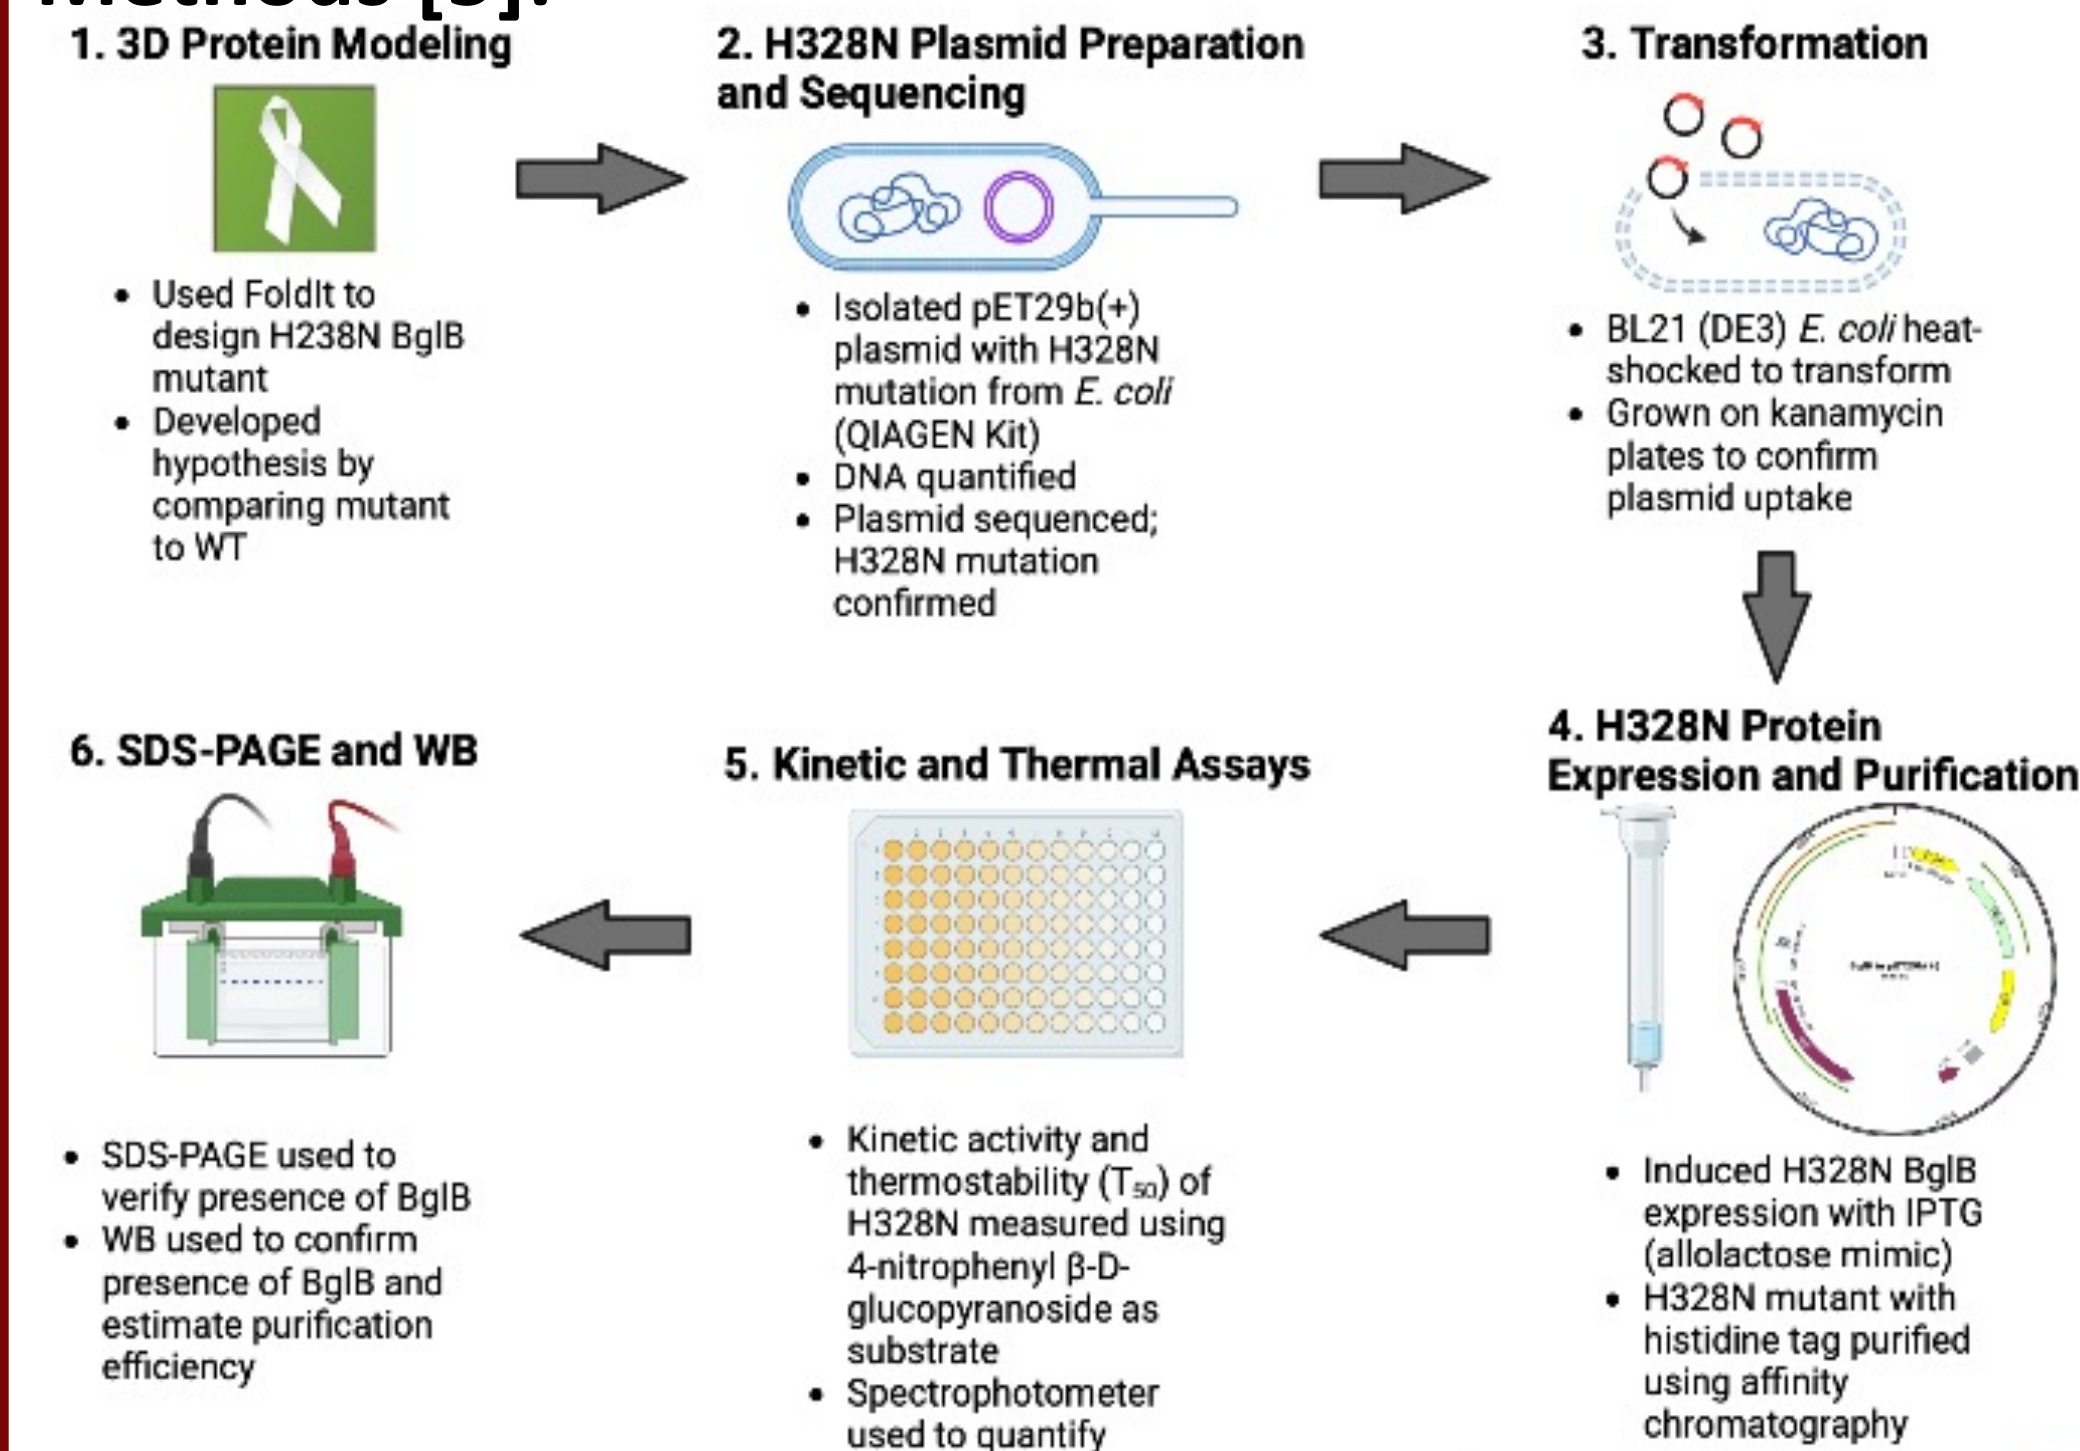 Methods [3]:
1. 3D Protein Modeling
• Used FoldIt to
design H238N BglB
mutant
• Developed
hypothesis by
comparing mutant
to WT
2. H328N Plasmid Preparation
and Sequencing
• Isolated pET29b(+)
plasmid with H328N
mutation from E. coli
(QIAGEN Kit)
• DNA quantified
• Plasmid sequenced;
H328N mutation
confirmed
3. Transformation
• BL21 (DE3) E. coli heat-
shocked to transform
• Grown on kanamycin
plates to confirm
plasmid uptake
4. H328N Protein
Expression and Purification
• Induced H328N BglB
expression with IPTG
(allolactose mimic)
• H328N mutant with
histidine tag purified
using affinity
chromatography
5. Kinetic and Thermal Assays
• Kinetic activity and
thermostability (T₅₀) of
H328N measured using
4-nitrophenyl β-D-
glucopyranoside as
substrate
• Spectrophotometer
used to quantify
6. SDS-PAGE and WB
• SDS-PAGE used to
verify presence of BglB
• WB used to confirm
presence of BglB and
estimate purification
efficiency